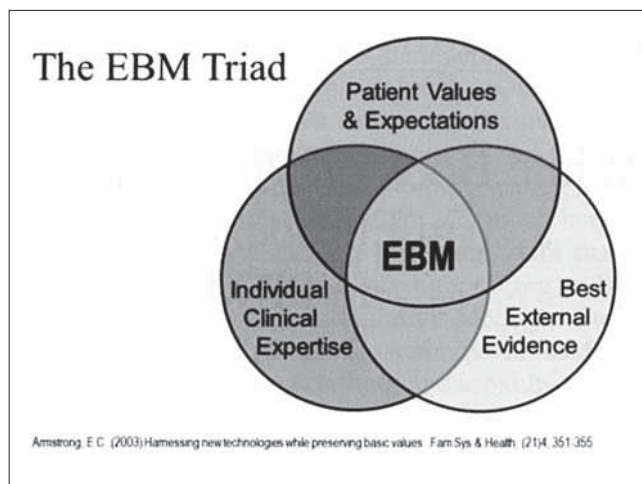 The EBM Triad
Patient Values
& Expectations
EBM
Individual
Clinical
Expertise
Best
External
Evidence
Armstrong, E.C. (2003) Harnessing new technologies while preserving basic values. Fam Sys & Health, (21)4, 351-355